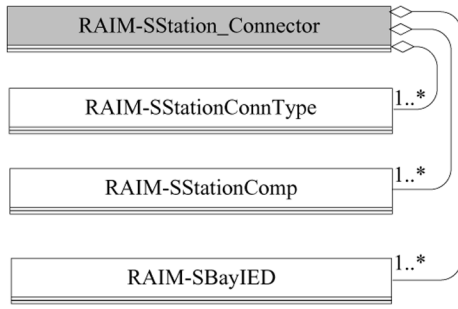 RAIM-SStation_Connector
RAIM-SStationConnType
1..*
RAIM-SStationComp
1..*
RAIM-SBayIED
1..*